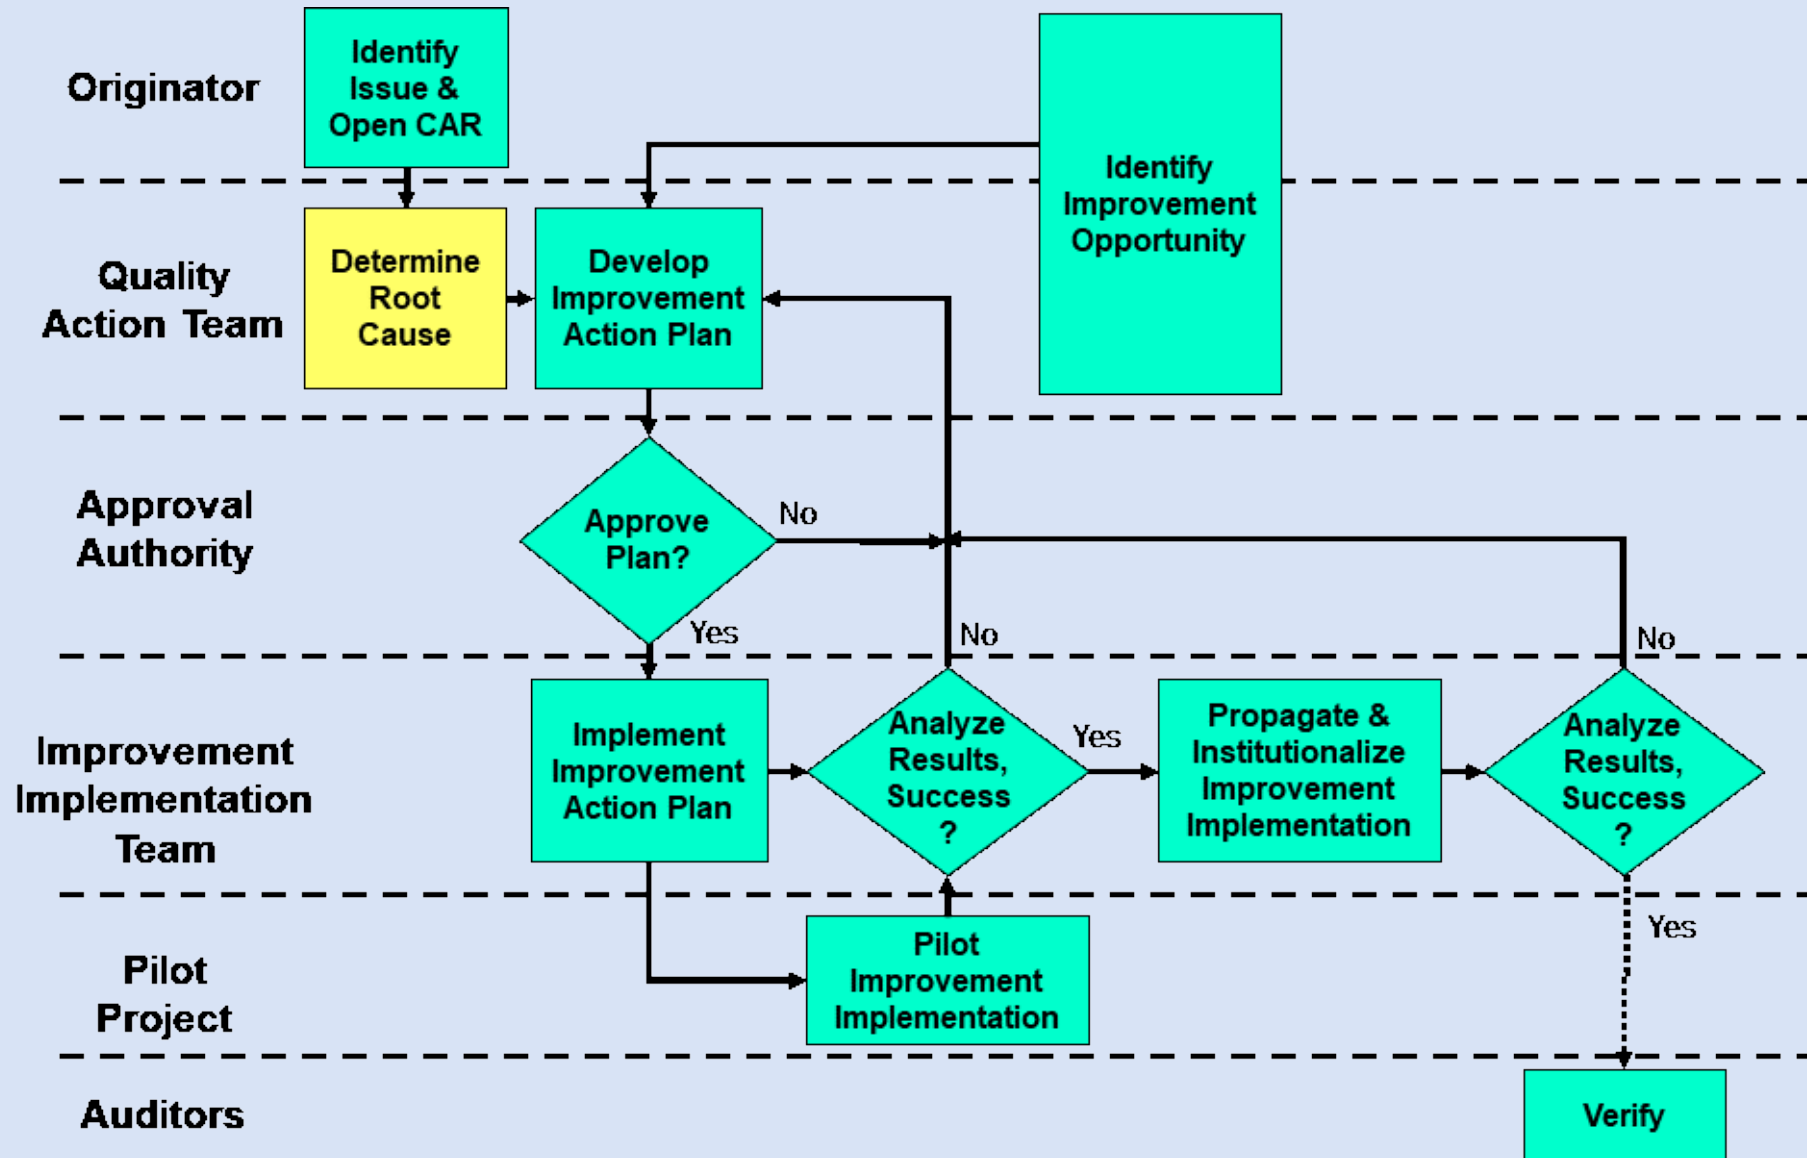 Originator
Identify
Issue &
Open CAR
Identify
Improvement
Opportunity
Quality
Action Team
Determine
Root
Cause
Develop
Improvement
Action Plan
Approval
Authority
Approve
Plan?
No
Yes
No
No
Improvement
Implementation
Team
Implement
Improvement
Action Plan
Analyze
Results,
Success
?
Yes
Propagate &
Institutionalize
Improvement
Implementation
Analyze
Results,
Success
?
Yes
Pilot
Project
Pilot
Improvement
Implementation
Auditors
Verify